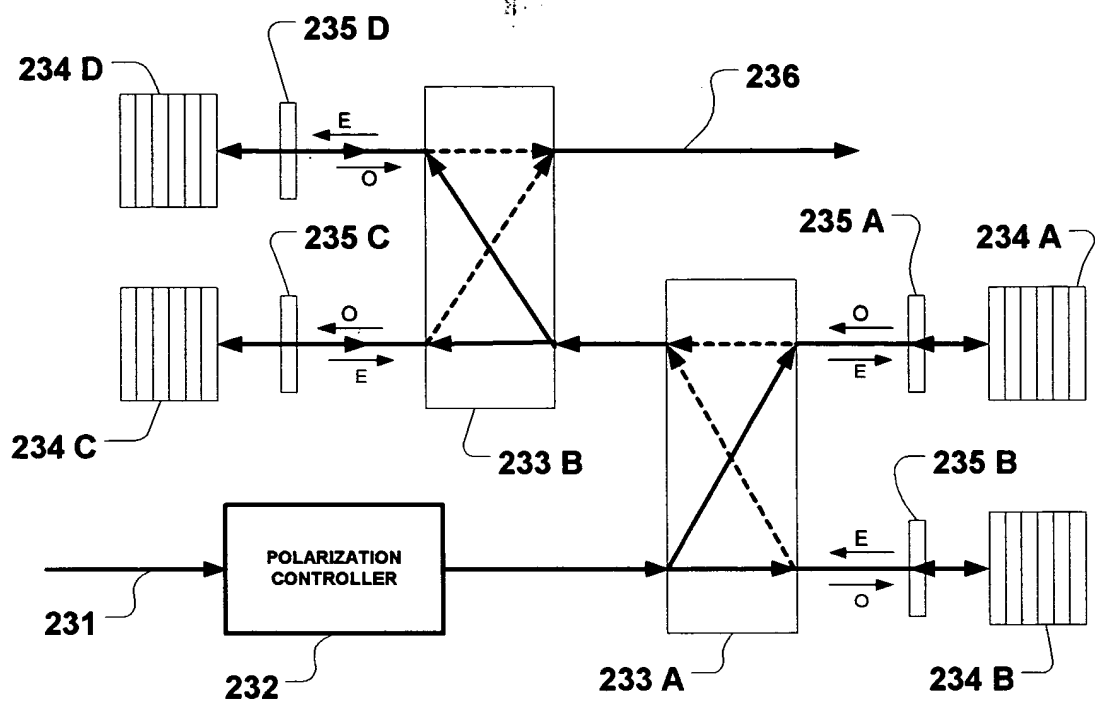 235 D
234 D
236
E
O
235 C
235 A
234 A
O
E
O
E
234 C
233 B
235 B
POLARIZATION
CONTROLLER
E
O
231
232
233 A
234 B